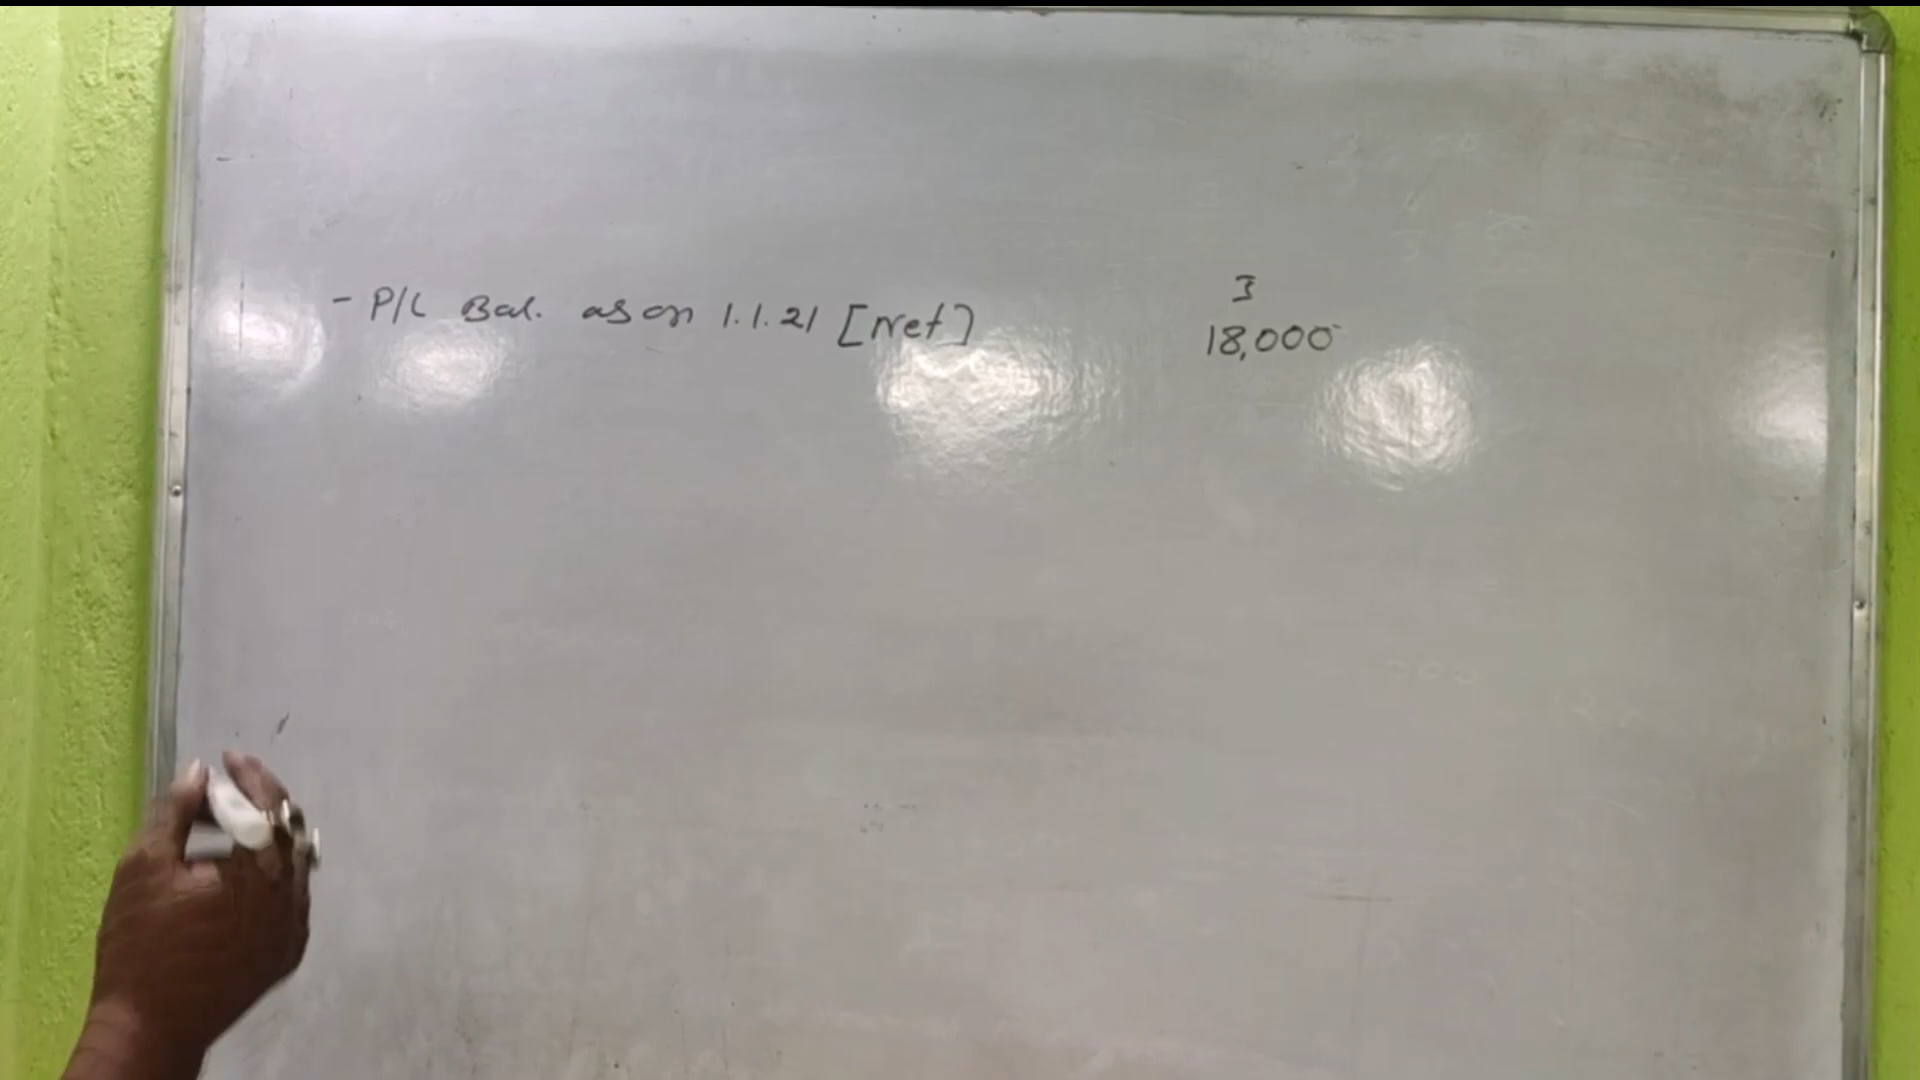 - P/L Bal. as on 1.1.21 [Net]
18,000